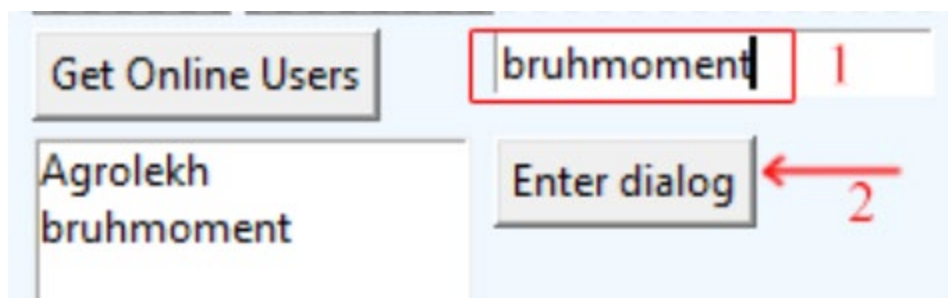 Get Online Users
bruhmoment 1
Agrolekh
bruhmoment
Enter dialog
2